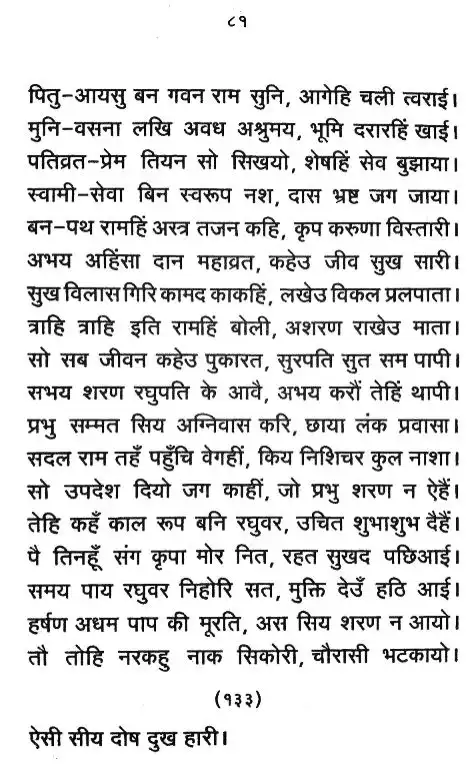 ८१
पितु-आयसु बन गवन राम सुनि, आगेहि चली त्वराई।
मुनि-वसना लखि अवध अश्रुमय, भूमि दरारहिं खाई।
पतिव्रत-प्रेम तियन सो सिखयो, शेषहिं सेव बुझाया।
स्वामी-सेवा बिन स्वरूप नश, दास भ्रष्ट जग जाया।
बन-पथ रामहिं अस्त्र तजन कहि, कृप करुणा विस्तारी।
अभय अहिंसा दान महाव्रत, कहेउ जीव सुख सारी।
सुख विलास गिरि कामद काकहिं, लखेउ विकल प्रलपाता।
त्राहि त्राहि इति रामहिं बोली, अशरण राखेउ माता।
सो सब जीवन कहेउ पुकारत, सुरपति सुत सम पापी।
सभय शरण रघुपति के आवै, अभय करौं तेहिं थापी।
प्रभु सम्मत सिय अग्निवास करि, छाया लंक प्रवासा।
सदल राम तहँ पहुँचि वेगहीं, किय निशिचर कुल नाशा।
सो उपदेश दियो जग काहीं, जो प्रभु शरण न ऐहैं।
तेहि कहँ काल रूप बनि रघुवर, उचित शुभाशुभ दैहैं।
पै तिनहूँ संग कृपा मोर नित, रहत सुखद पछिआई।
समय पाय रघुवर निहोरि सत, मुक्ति देउँ हठि आई।
हर्षण अधम पाप की मूरति, अस सिय शरण न आयो।
तौ तोहि नरकहु नाक सिकोरी, चौरासी भटकायो।
(१३३)
ऐसी सीय दोष दुख हारी।